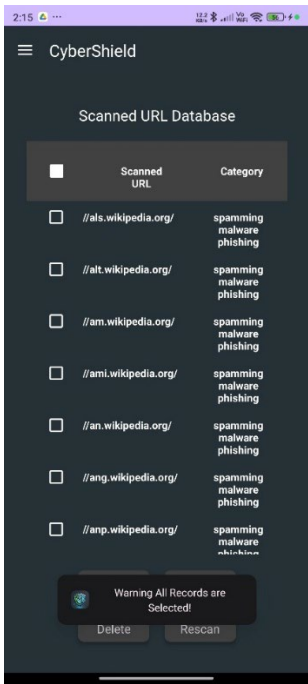 2:15
CyberShield
Scanned URL Database
Scanned
URL
Category
//als.wikipedia.org/
spamming
malware
phishing
//alt.wikipedia.org/
spamming
malware
phishing
//am.wikipedia.org/
spamming
malware
phishing
//ami.wikipedia.org/
spamming
malware
phishing
//an.wikipedia.org/
spamming
malware
phishing
//ang.wikipedia.org/
spamming
malware
phishing
//anp.wikipedia.org/
spamming
malware
phishing
Warning All Records are
Selected!
Delete
Rescan